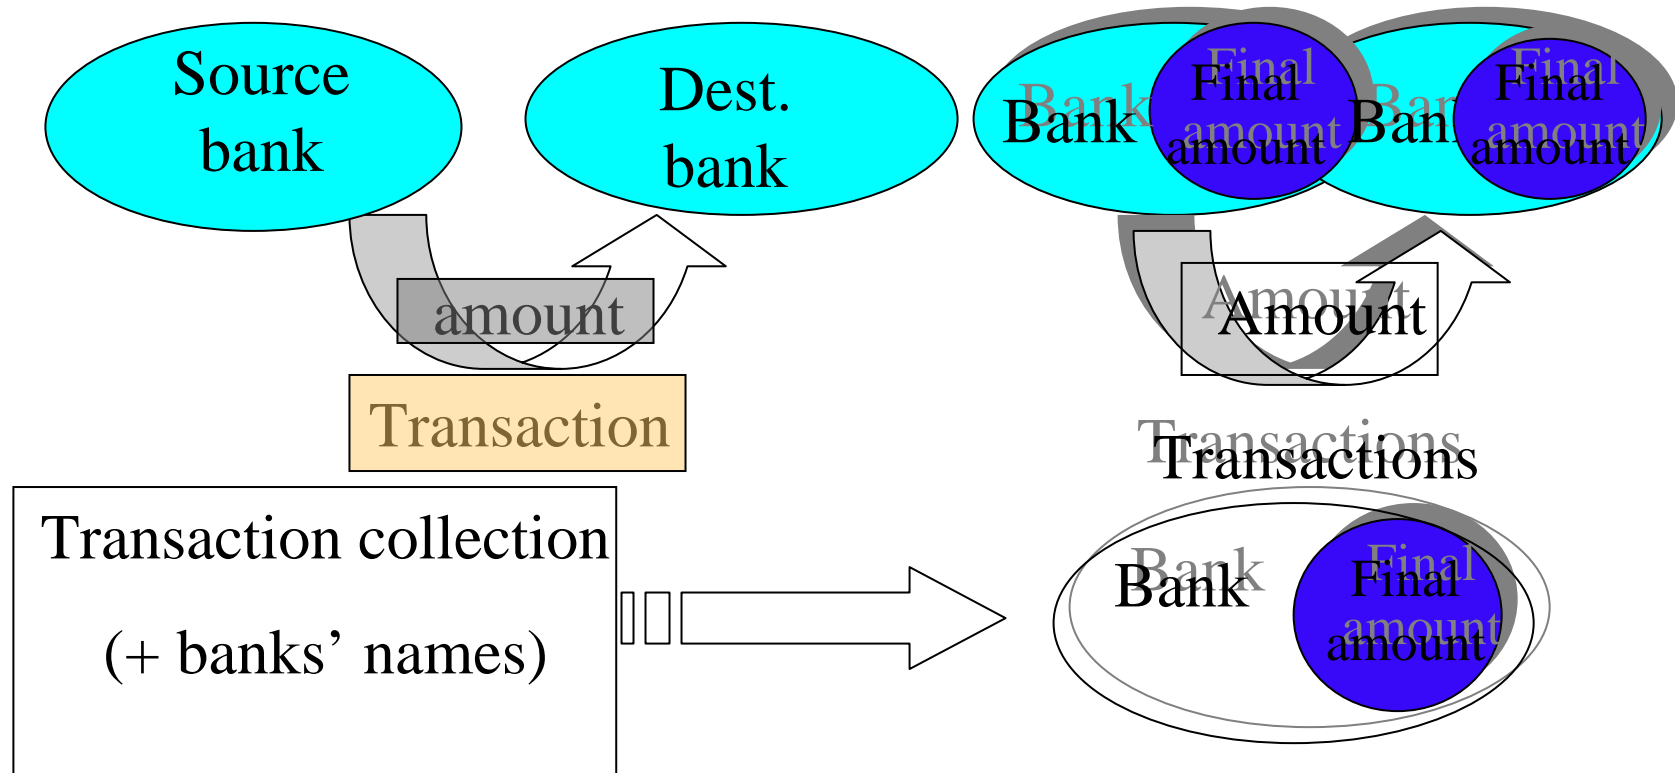 Source
bank
Dest.
bank
amount
Transaction
Transaction collection
(+ banks’ names)
Bank
Final
amount
Ban
Final
amount
Amount
Transactions
Bank
Final
amount